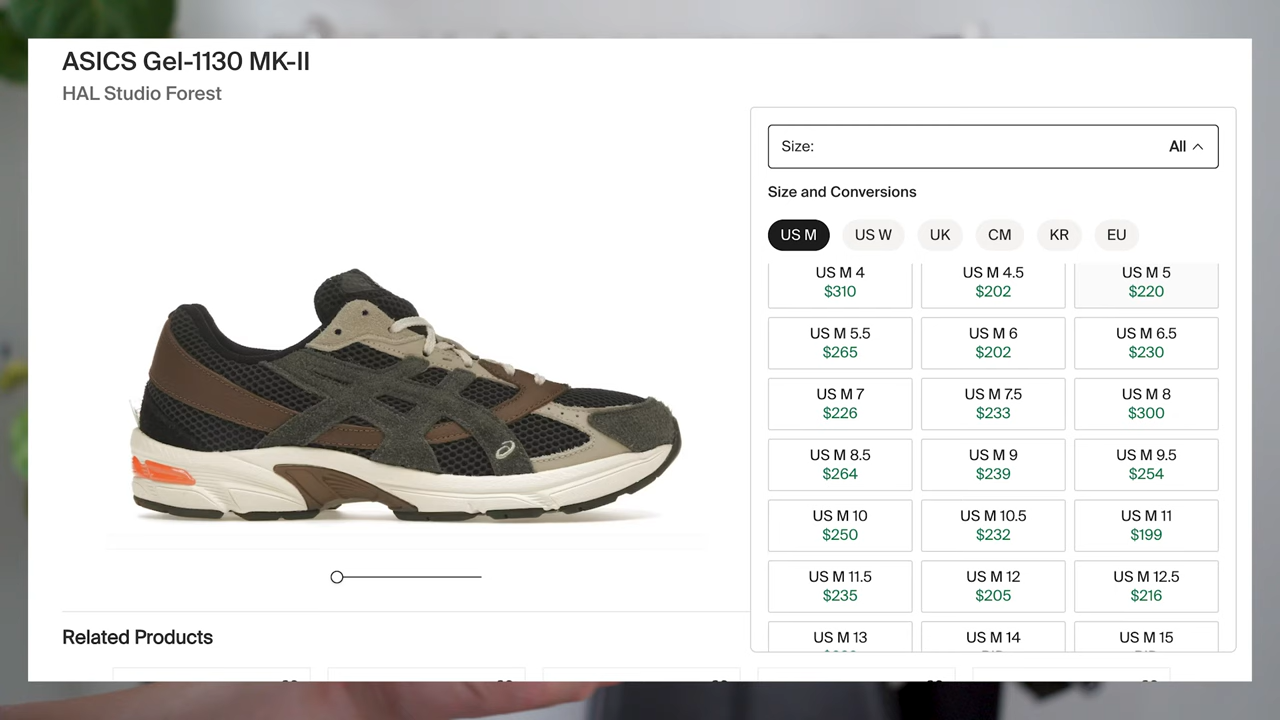 ASICS Gel-1130 MK-II
HAL Studio Forest
Size:
All
Size and Conversions
US M
US W
UK
CM
KR
EU
US M 4
$310
US M 4.5
$202
US M 5
$220
US M 5.5
$265
US M 6
$202
US M 6.5
$230
US M 7
$226
US M 7.5
$233
US M 8
$300
US M 8.5
$264
US M 9
$239
US M 9.5
$254
US M 10
$250
US M 10.5
$232
US M 11
$199
US M 11.5
$235
US M 12
$205
US M 12.5
$216
US M 13
US M 14
US M 15
Related Products